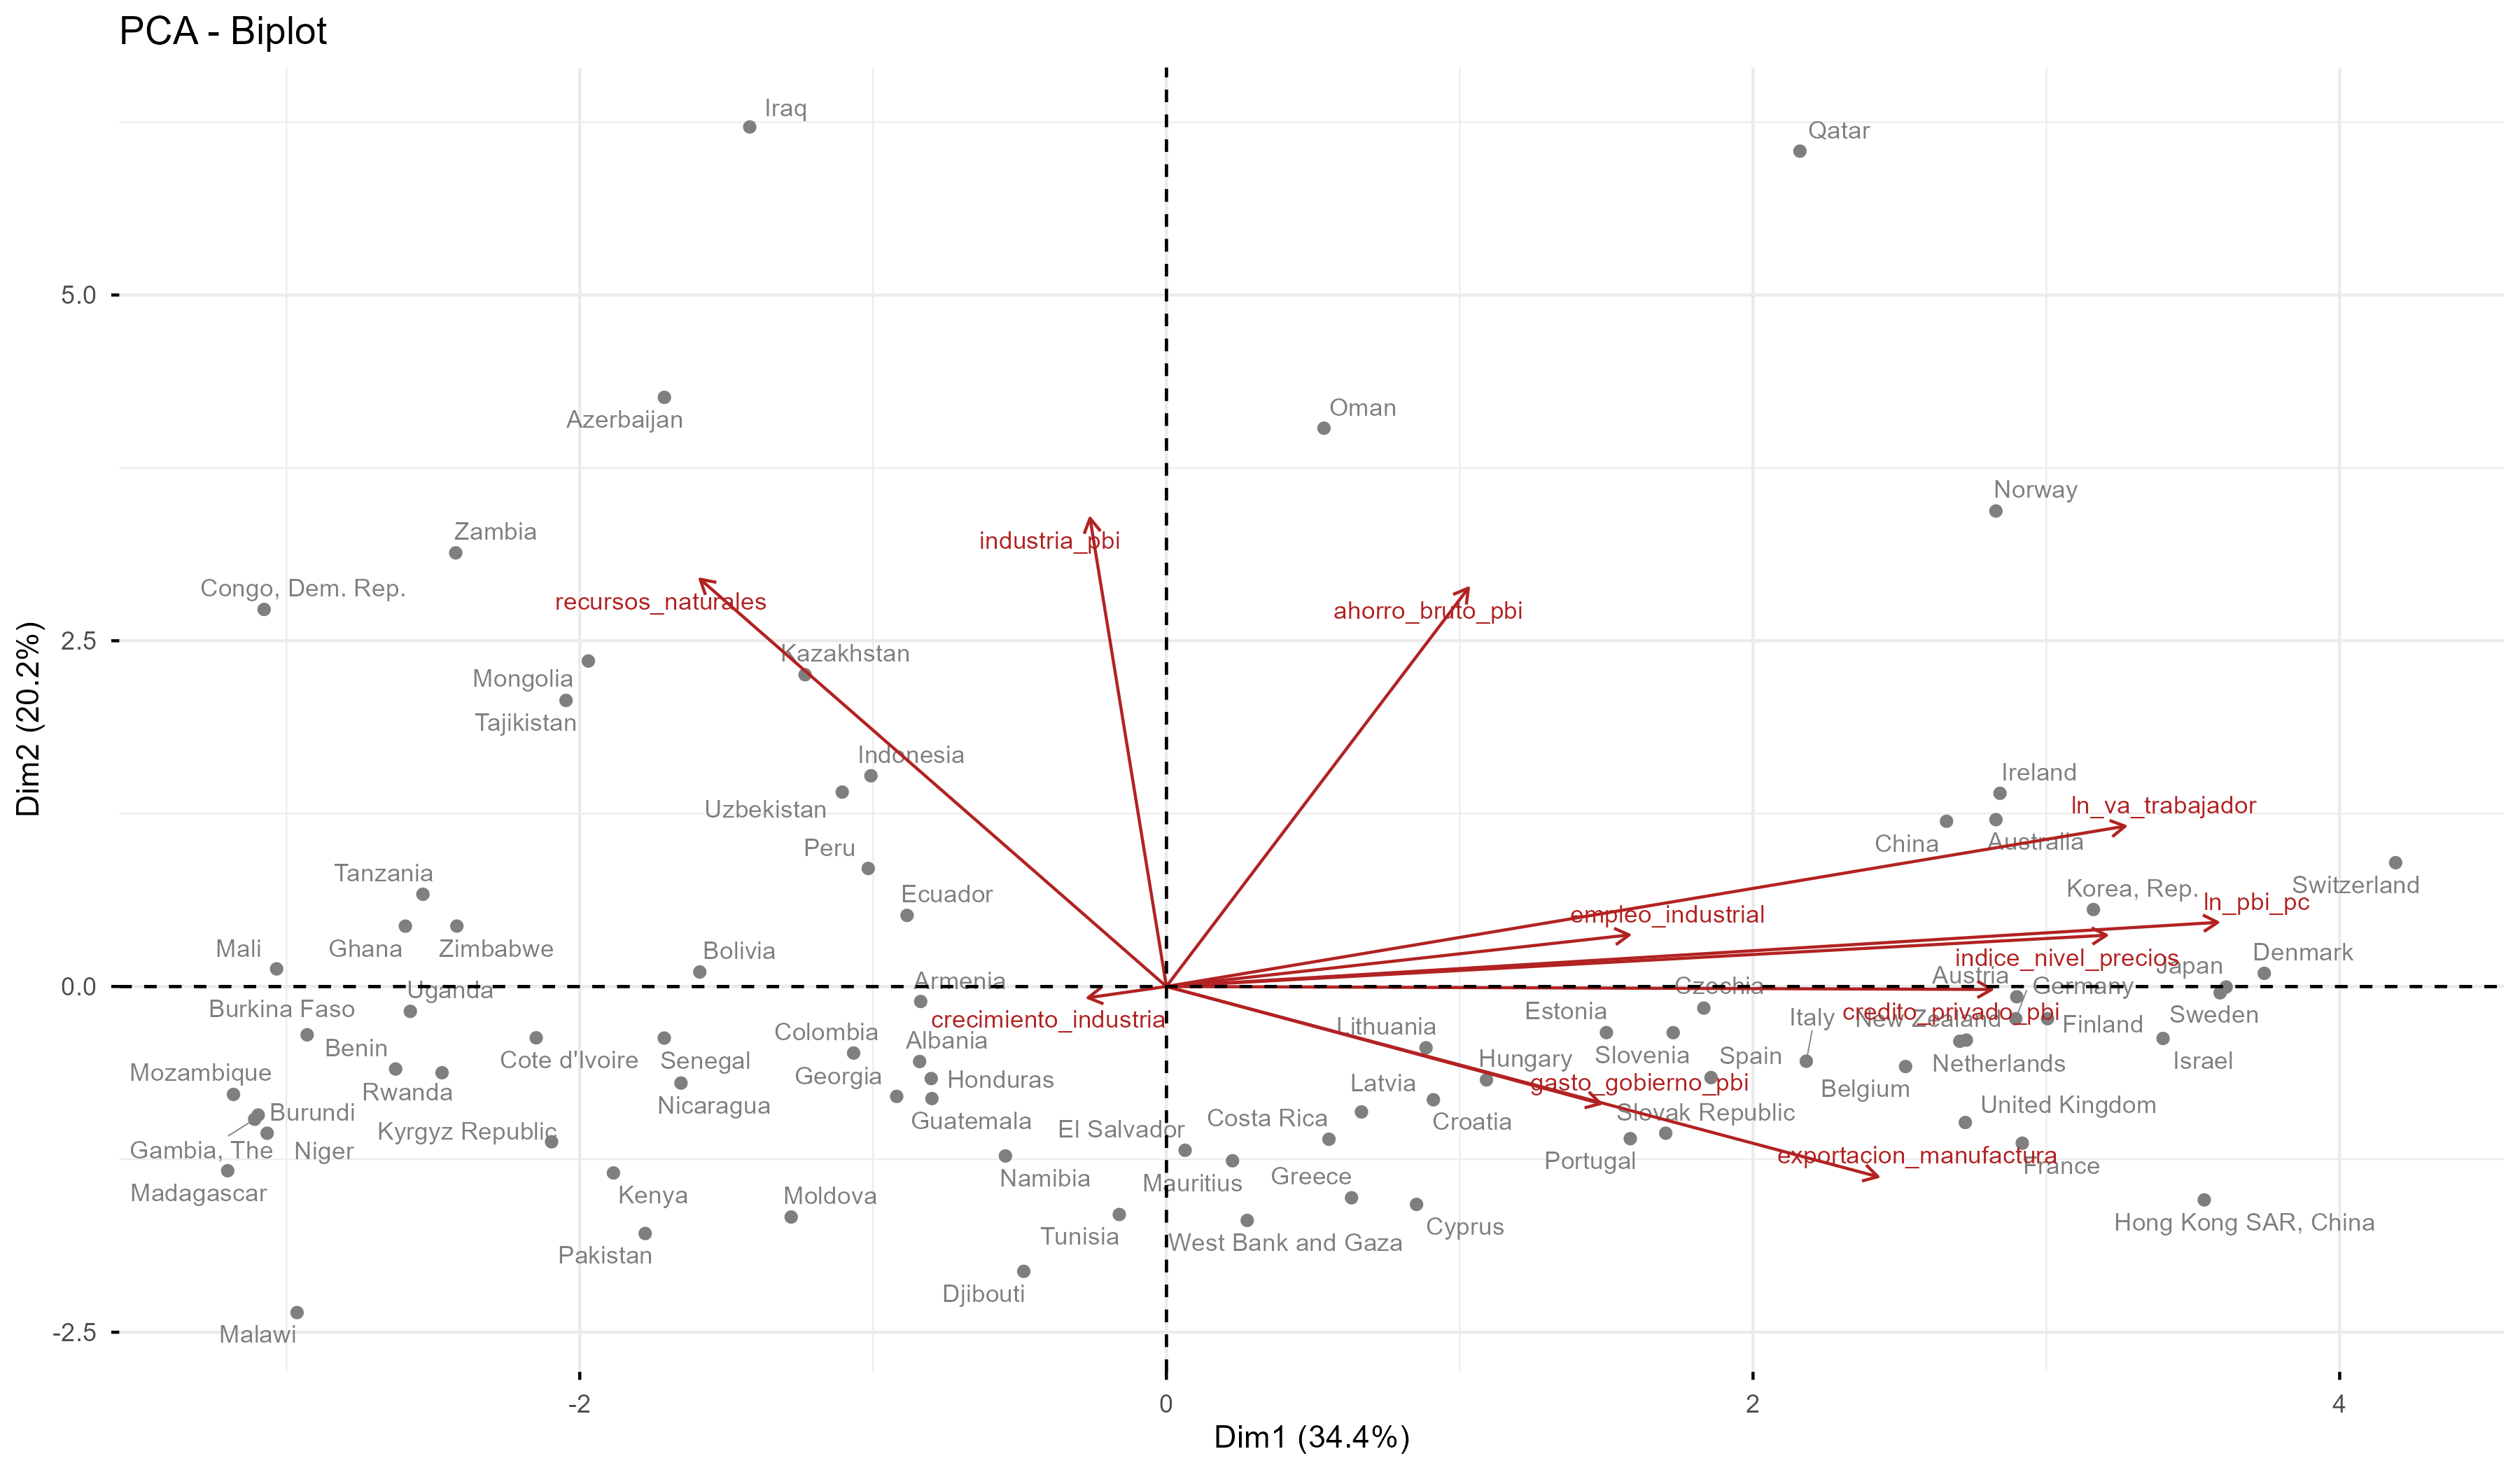 PCA - Biplot
Iraq
Qatar
5.0
Azerbaijan
Oman
Norway
Zambia
industria_pbi
Congo, Dem. Rep.
recursos_naturales
ahorro_bruto_pbi
2.5
Kazakhstan
Mongolia
Tajikistan
Indonesia
Ireland
Uzbekistan
ln_va_trabajador
China
Australia
Peru
Tanzania
Switzerland
Korea, Rep.
Ecuador
ln_pbi_pc
empleo_industrial
Mali
Ghana
Zimbabwe
Bolivia
Denmark
indice_nivel_precios
Japan
Austria
Armenia
Czechia
Germany
0.0
Uganda
Burkina Faso
Estonia
credito_privado_pbi
Sweden
crecimiento_industria
Italy
New Zealand
Finland
Lithuania
Colombia
Albania
Benin
Cote d'Ivoire
Senegal
Hungary
Slovenia
Spain
Netherlands
Israel
Mozambique
Georgia
Honduras
Latvia
gasto_gobierno_pbi
Belgium
Rwanda
Nicaragua
Burundi
Slovak Republic
United Kingdom
Guatemala
Costa Rica
Croatia
Kyrgyz Republic
El Salvador
Gambia, The
Niger
exportacion_manufactura
Portugal
France
Namibia
Mauritius
Greece
Madagascar
Kenya
Moldova
Hong Kong SAR, China
Cyprus
Tunisia
West Bank and Gaza
Pakistan
Djibouti
Malawi
-2.5
-2
0
2
4
Dim1 (34.4%)
Dim2 (20.2%)